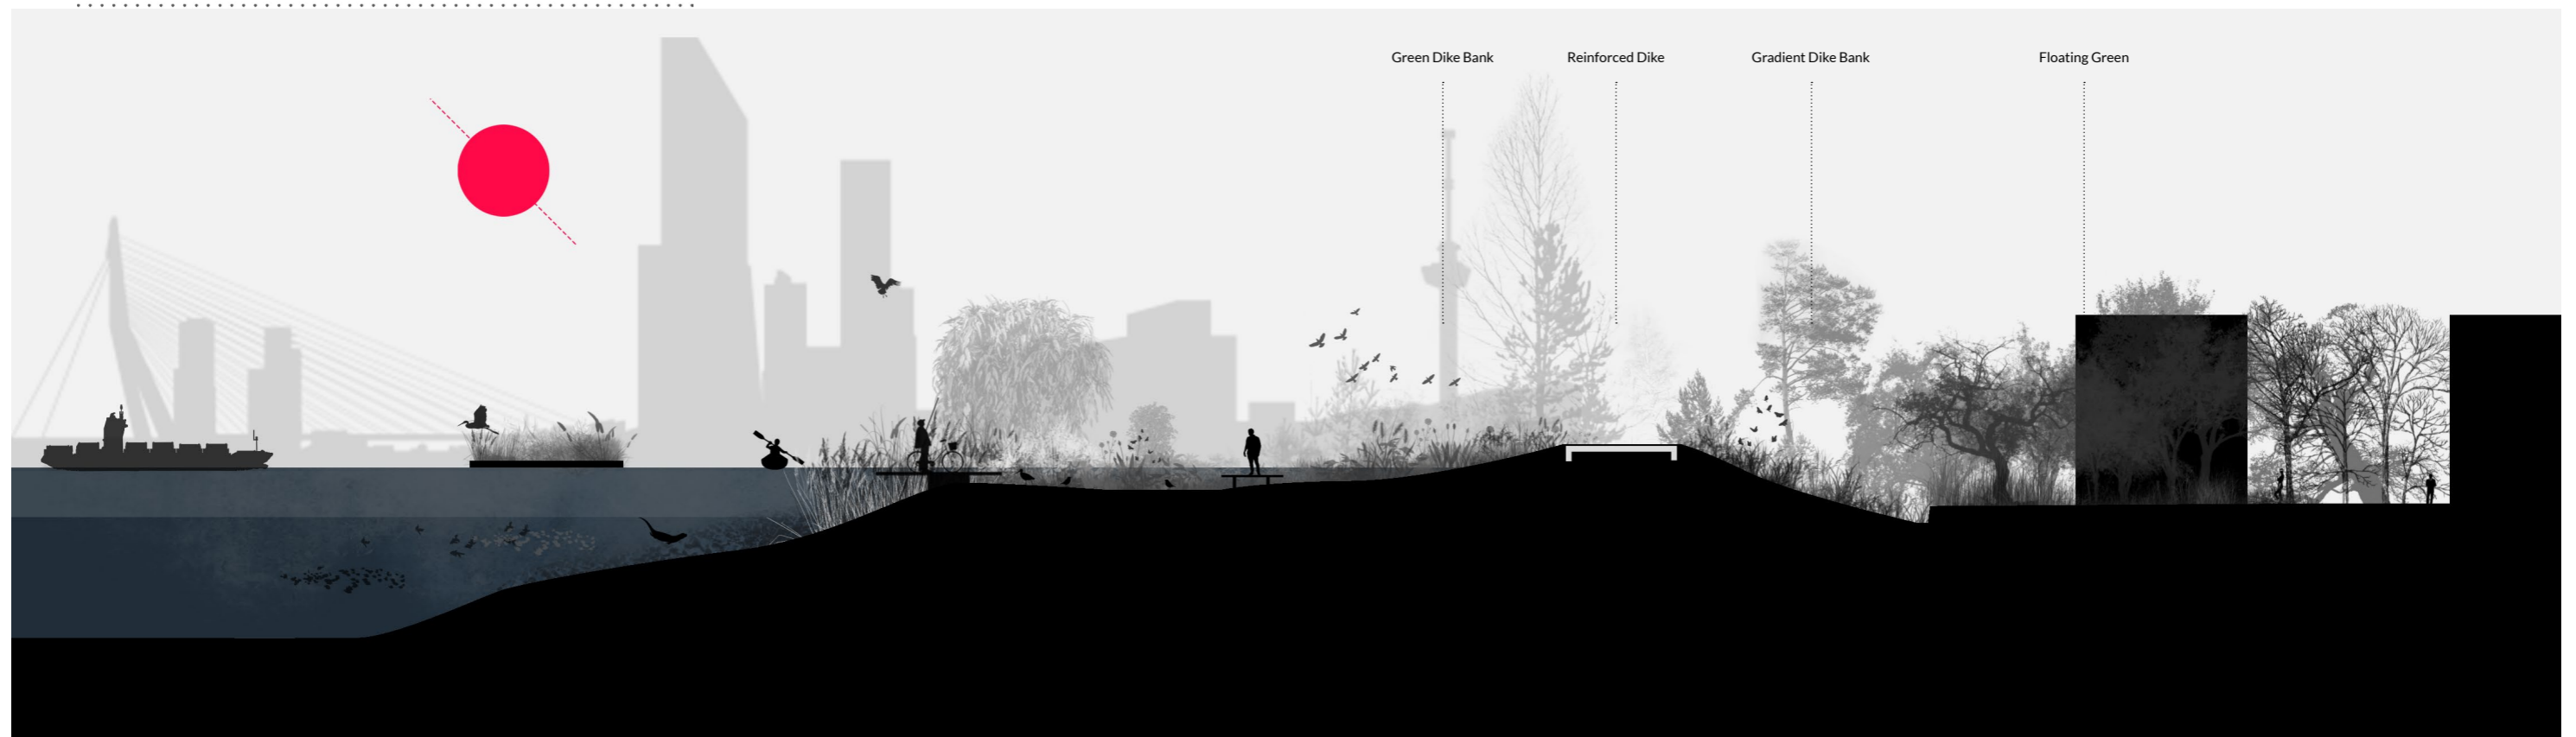 Green Dike Bank
Reinforced Dike
Gradient Dike Bank
Floating Green